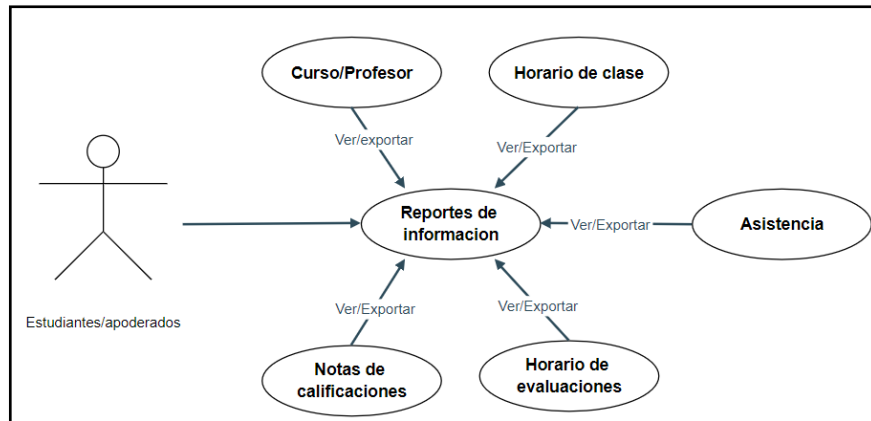 Curso/Profesor
Horario de clase
Ver/exportar
Ver/Exportar
Reportes de
informacion
Ver/Exportar
Asistencia
Ver/Exportar
Ver/Exportar
Estudiantes/apoderados
Notas de
calificaciones
Horario de
evaluaciones